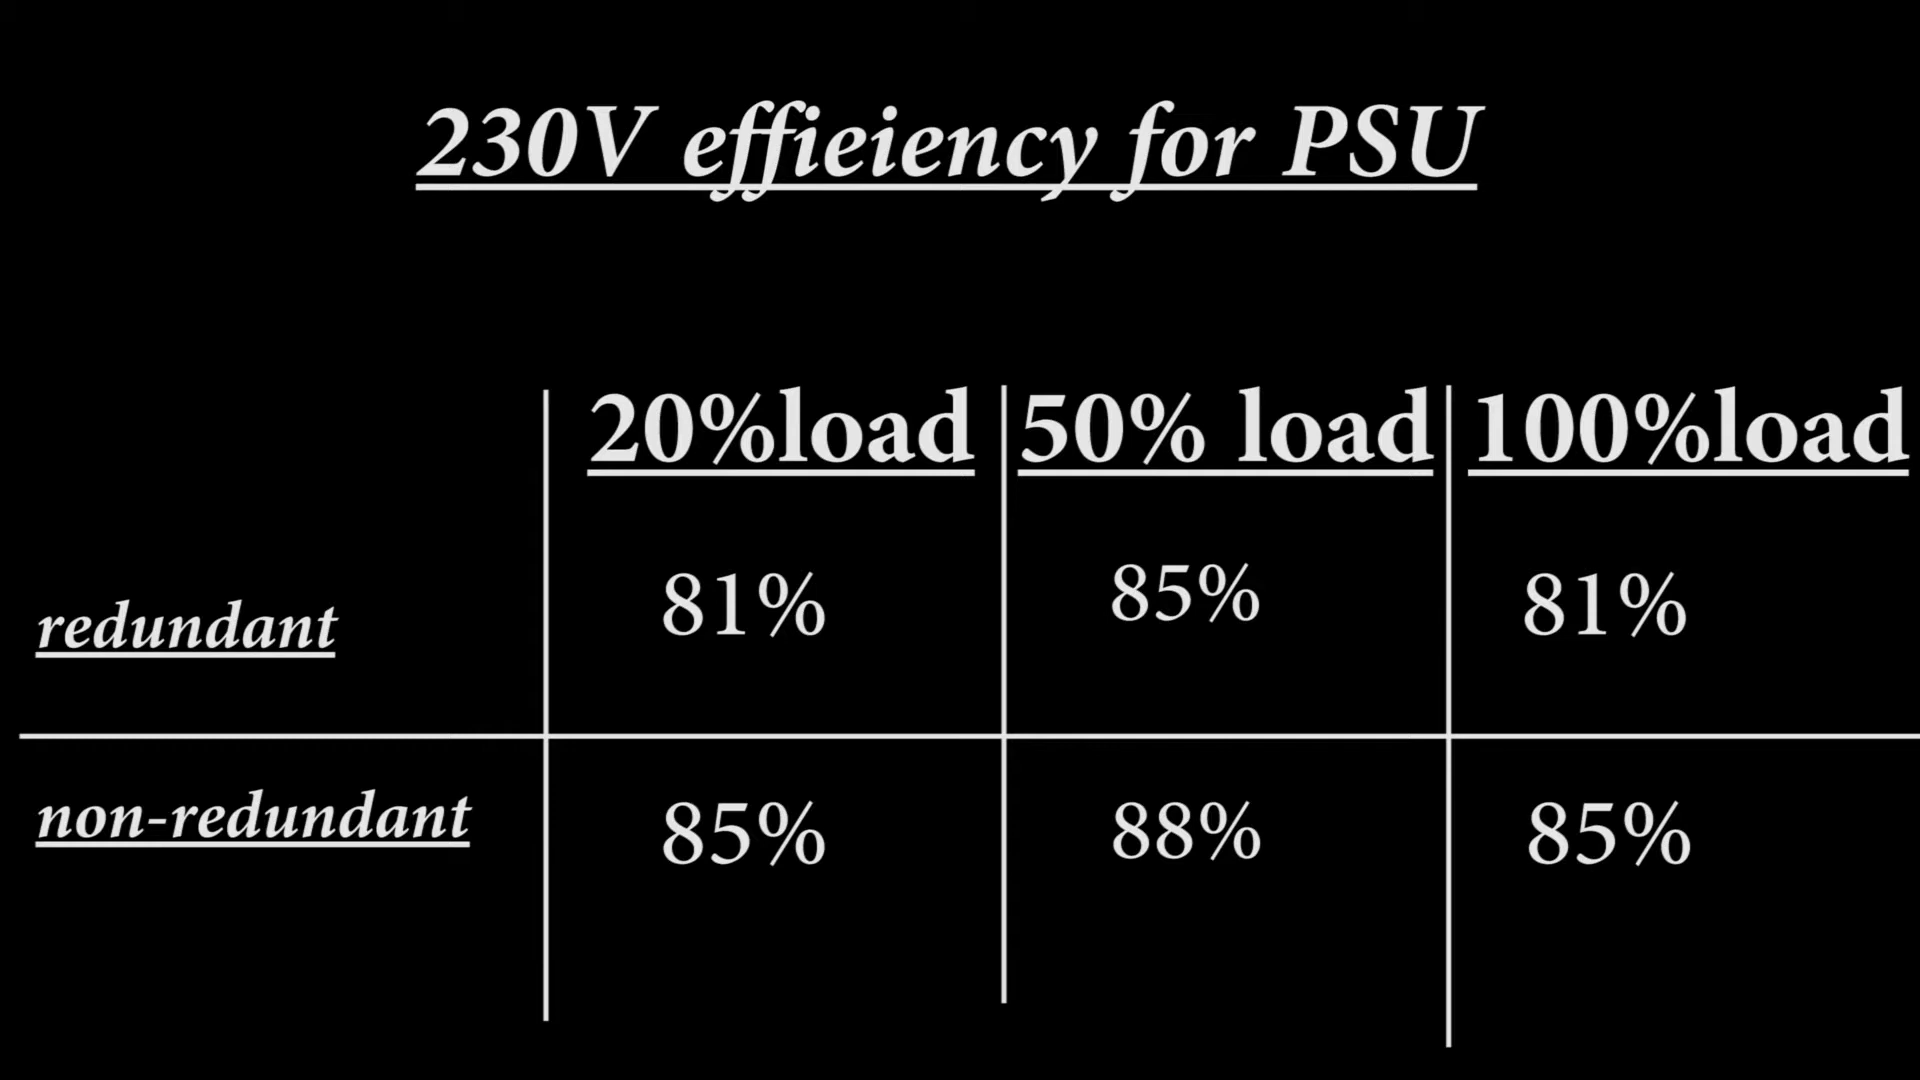 230V effieiency for PSU
20%load 50% load 100%load
redundant 81% 85% 81%
non-redundant 85% 88% 85%